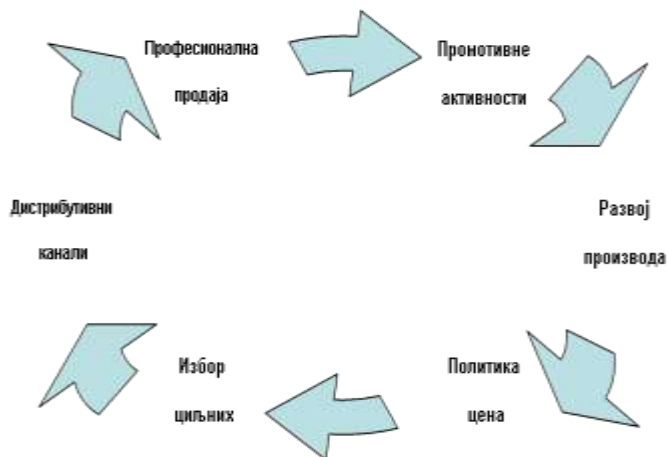 Професионална
продаја
Пронотивне
активности
Развој
производа
Политика
цена
Избор
циљних
Дистрибутивни
канали